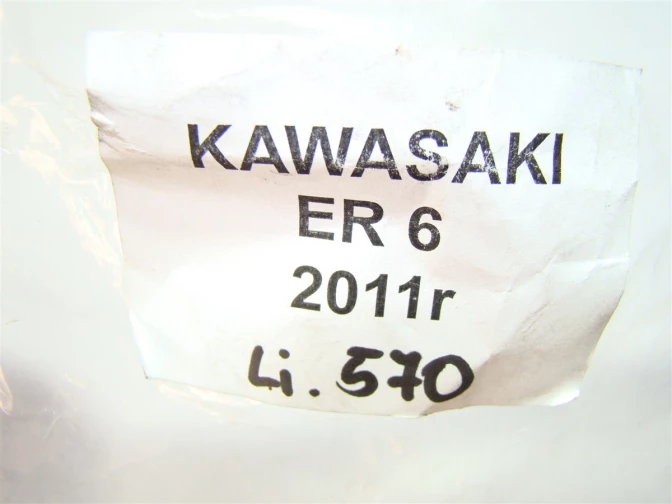 KAWASAKI
ER 6
2011r
Li. 570